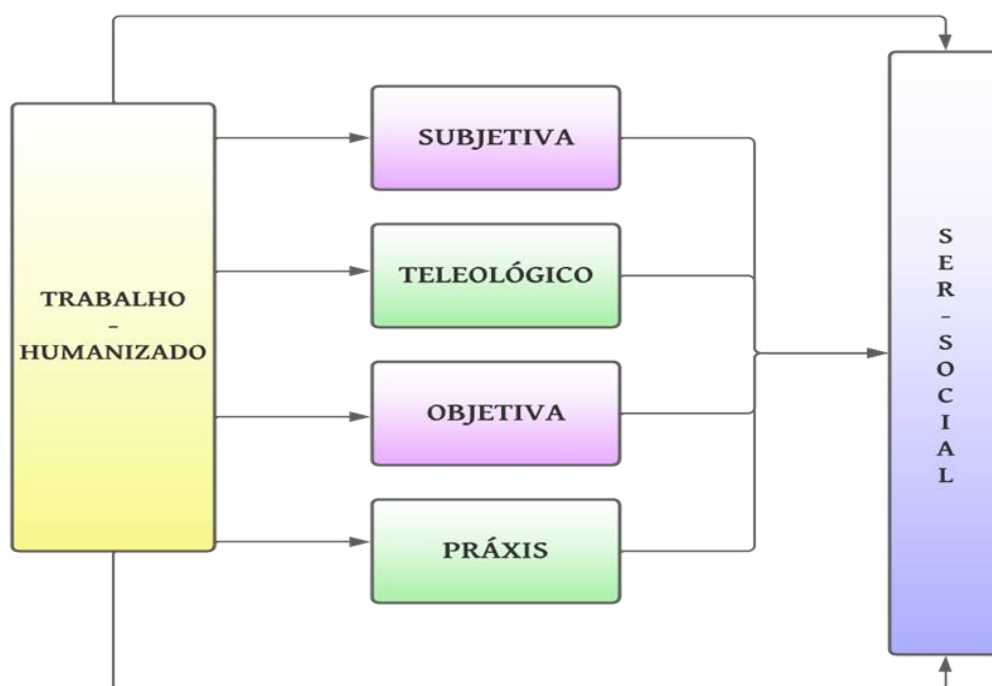 TRABALHO
-
HUMANIZADO
SUBJETIVA
TELEOLÓGICO
OBJETIVA
PRÁXIS
S
E
R
-
S
O
C
I
A
L